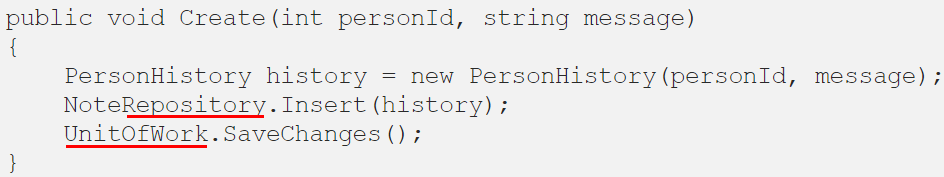 public void Create(int personId, string message)
{
    PersonHistory history = new PersonHistory(personId, message);
    NoteRepository.Insert(history);
    UnitOfWork.SaveChanges();
}